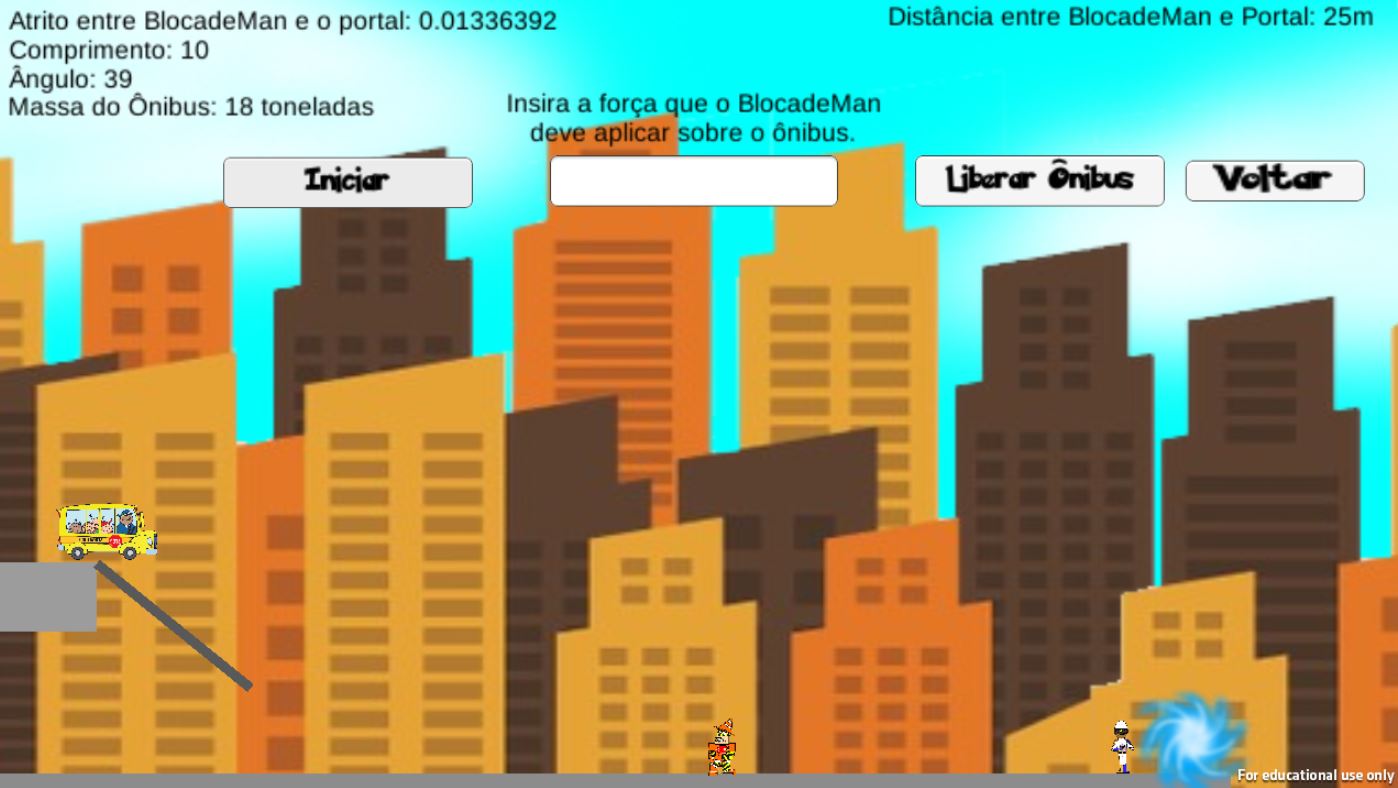 Atrito entre BlocadeMan e o portal: 0.01336392
Distância entre BlocadeMan e Portal: 25m
Comprimento: 10
Ângulo: 39
Massa do Ônibus: 18 toneladas
Insira a força que o BlocadeMan
deve aplicar sobre o ônibus.
Iniciar
Liberar Ônibus
Voltar
For educational use only